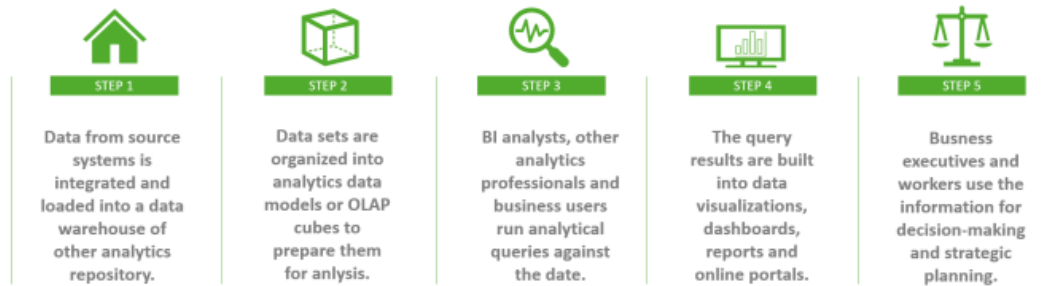 STEP 1
Data from source
systems is
integrated and
loaded into a data
warehouse of
other analytics
repository.
STEP 2
Data sets are
organized into
analytics data
models or OLAP
cubes to
prepare them
for anlysis.
STEP 3
BI analysts, other
analytics
professionals and
business users
run analytical
queries against
the date.
STEP 4
The query
results are built
into data
visualizations,
dashboards,
reports and
online portals.
STEP 5
Busness
executives and
workers use the
information for
decision-making
and strategic
planning.